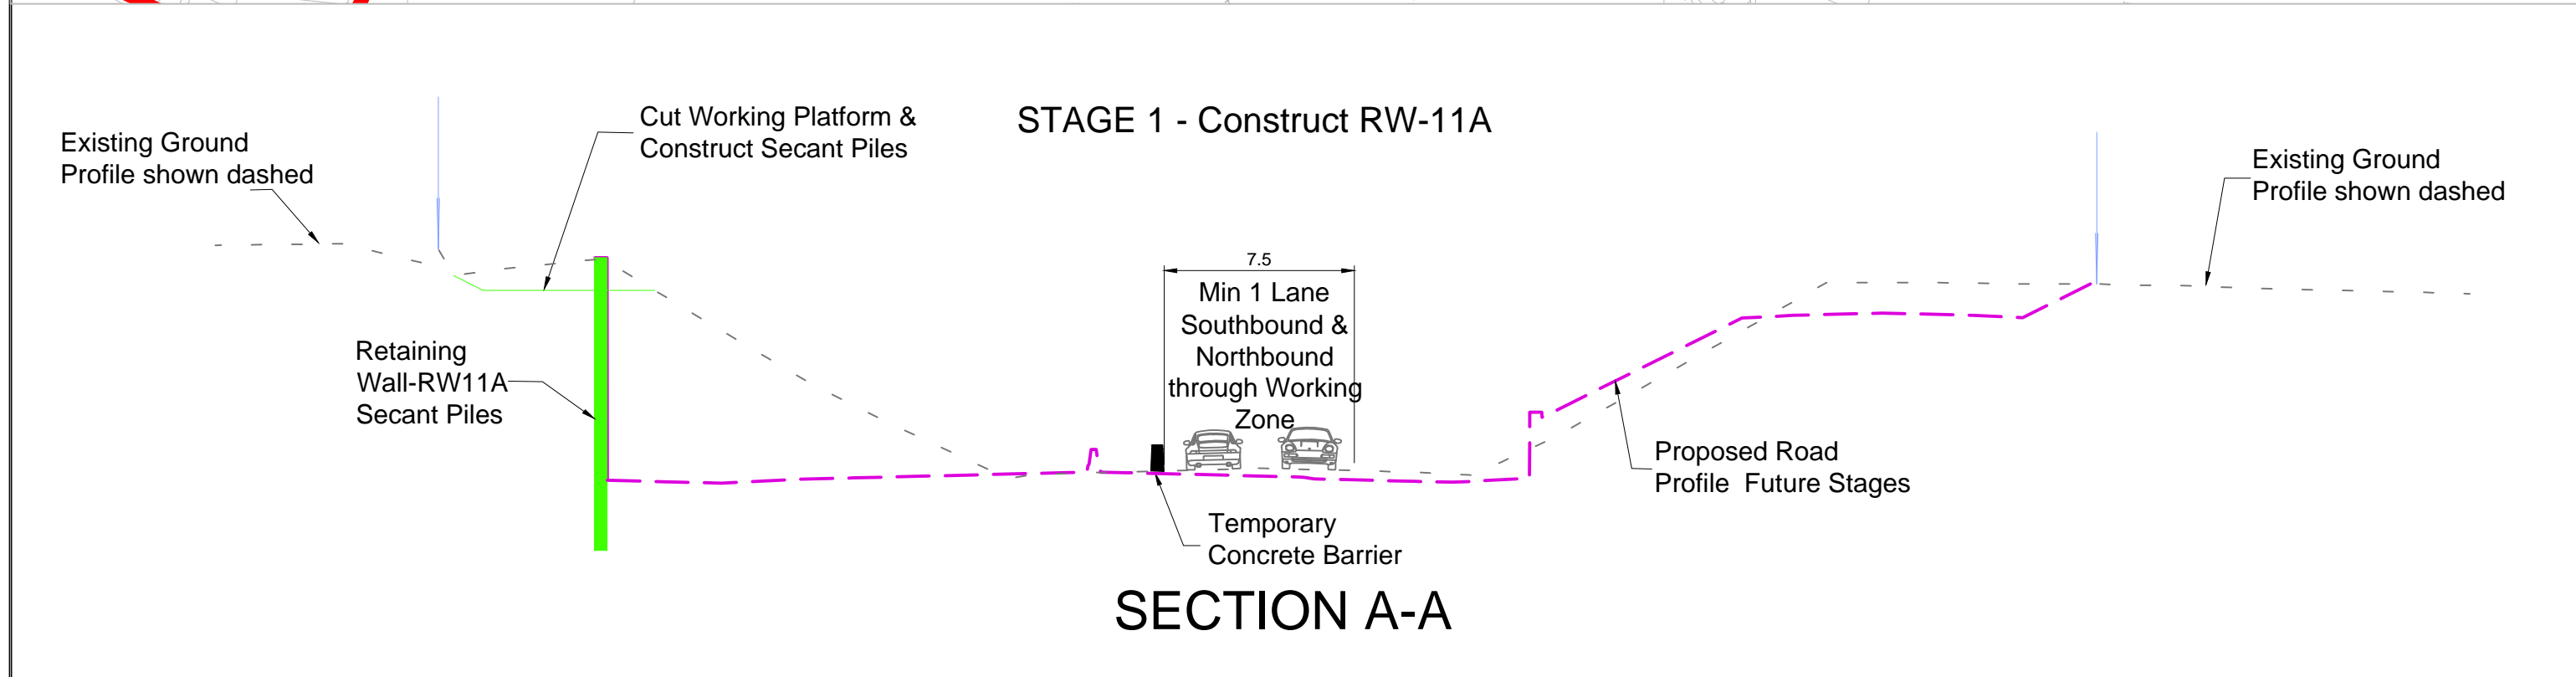 STAGE 1 - Construct RW-11A
Existing Ground
Profile shown dashed
Cut Working Platform &
Construct Secant Piles
Existing Ground
Profile shown dashed
7.5
Min 1 Lane
Southbound &
Northbound
through Working
Zone
Retaining
Wall-RW11A
Secant Piles
Proposed Road
Profile Future Stages
Temporary
Concrete Barrier
SECTION A-A